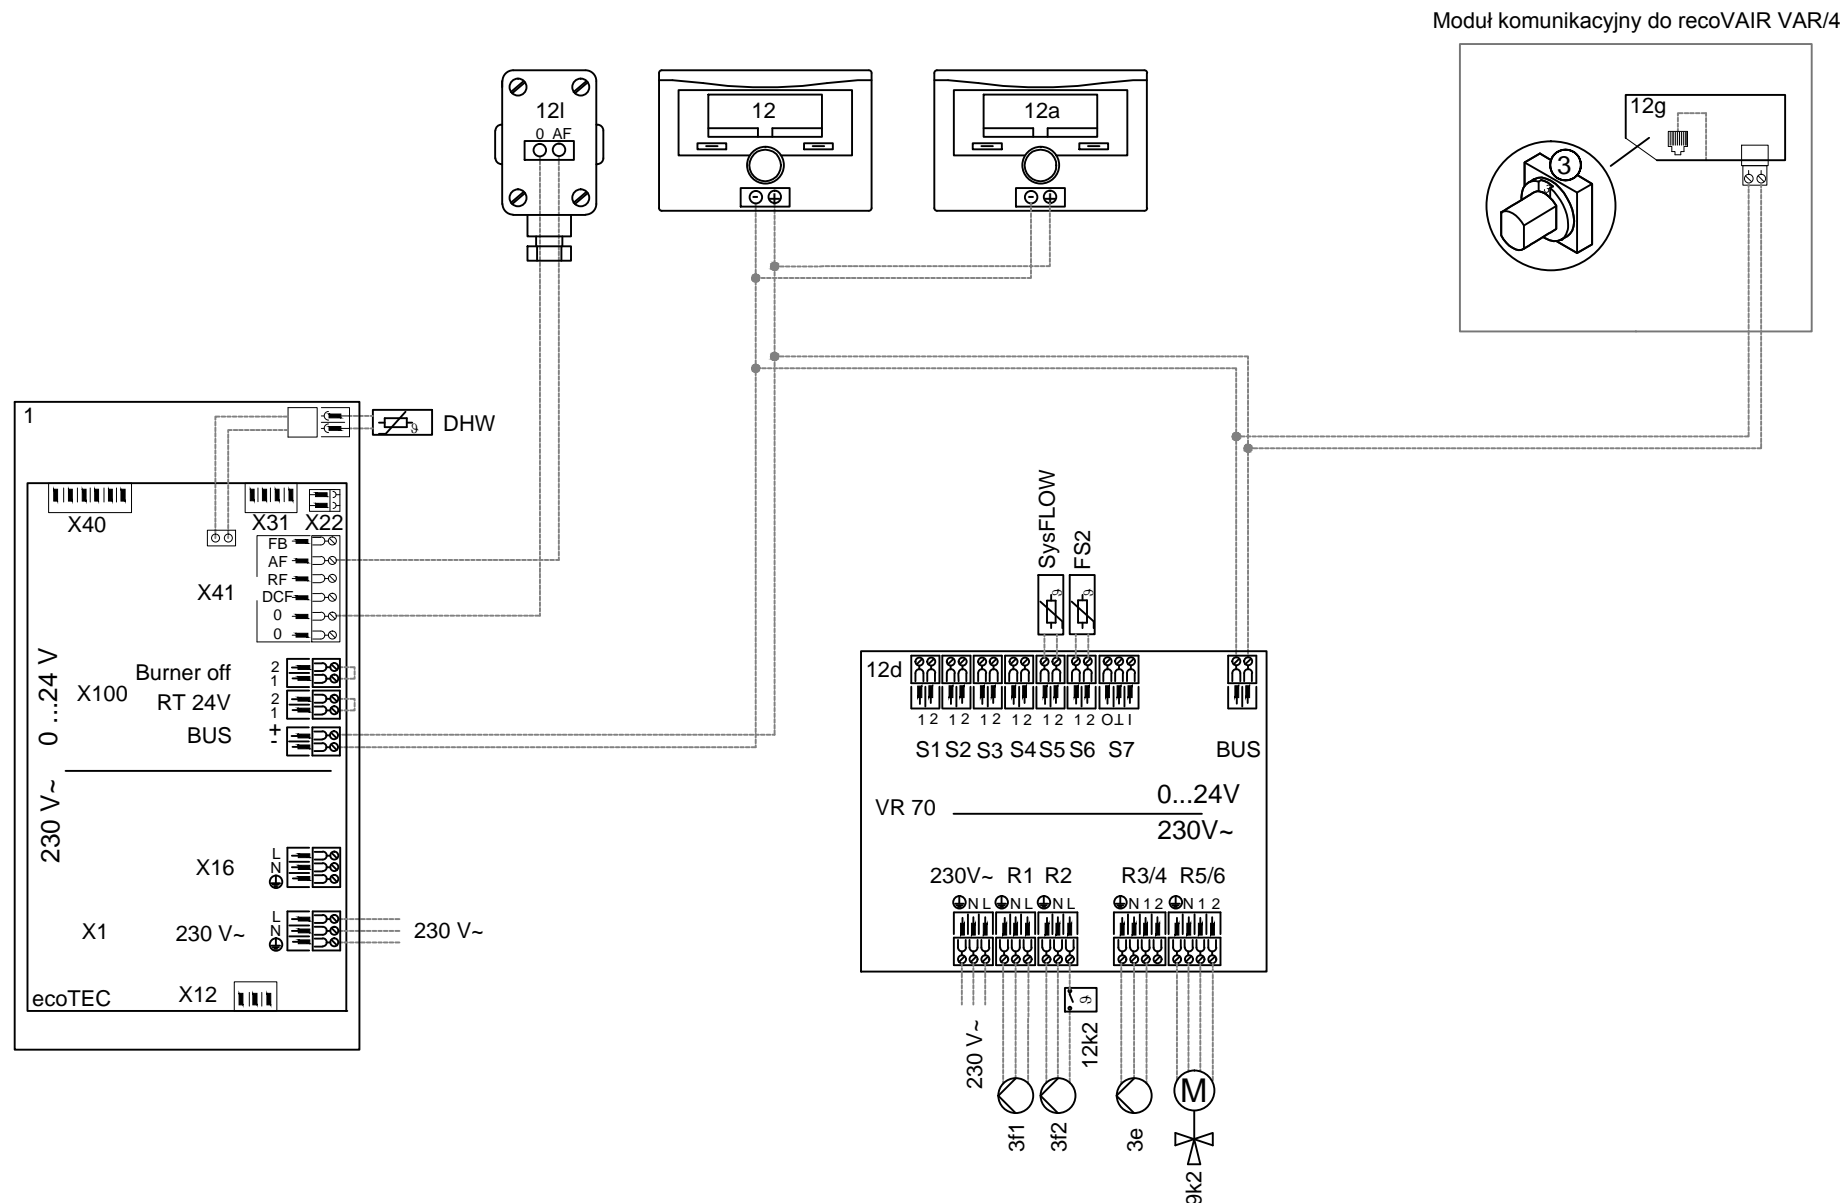 Moduł komunikacyjny do recoVAIR VAR/4
12l
0 AF
12
12a
12g
3
- +
- +
1
DHW
X40
X31
X22
FB
AF
RF
DCF
0
0
X41
0 ...24 V
X100
Burner off
2
1
RT 24V
2
1
BUS
+
-
230 V~
X16
L
N
X1
230 V~
L
N
230 V~
ecoTEC
X12
SysFLOW
FS2
12d
1 2 1 2 1 2 1 2 1 2 1 2 O T I
S1 S2 S3 S4 S5 S6 S7 BUS
VR 70
0...24V
230V~
230V~ R1 R2 R3/4 R5/6
N L N L N L N 1 2 N 1 2
230 V~
12k2
3f1
3f2
3e
M
9k2